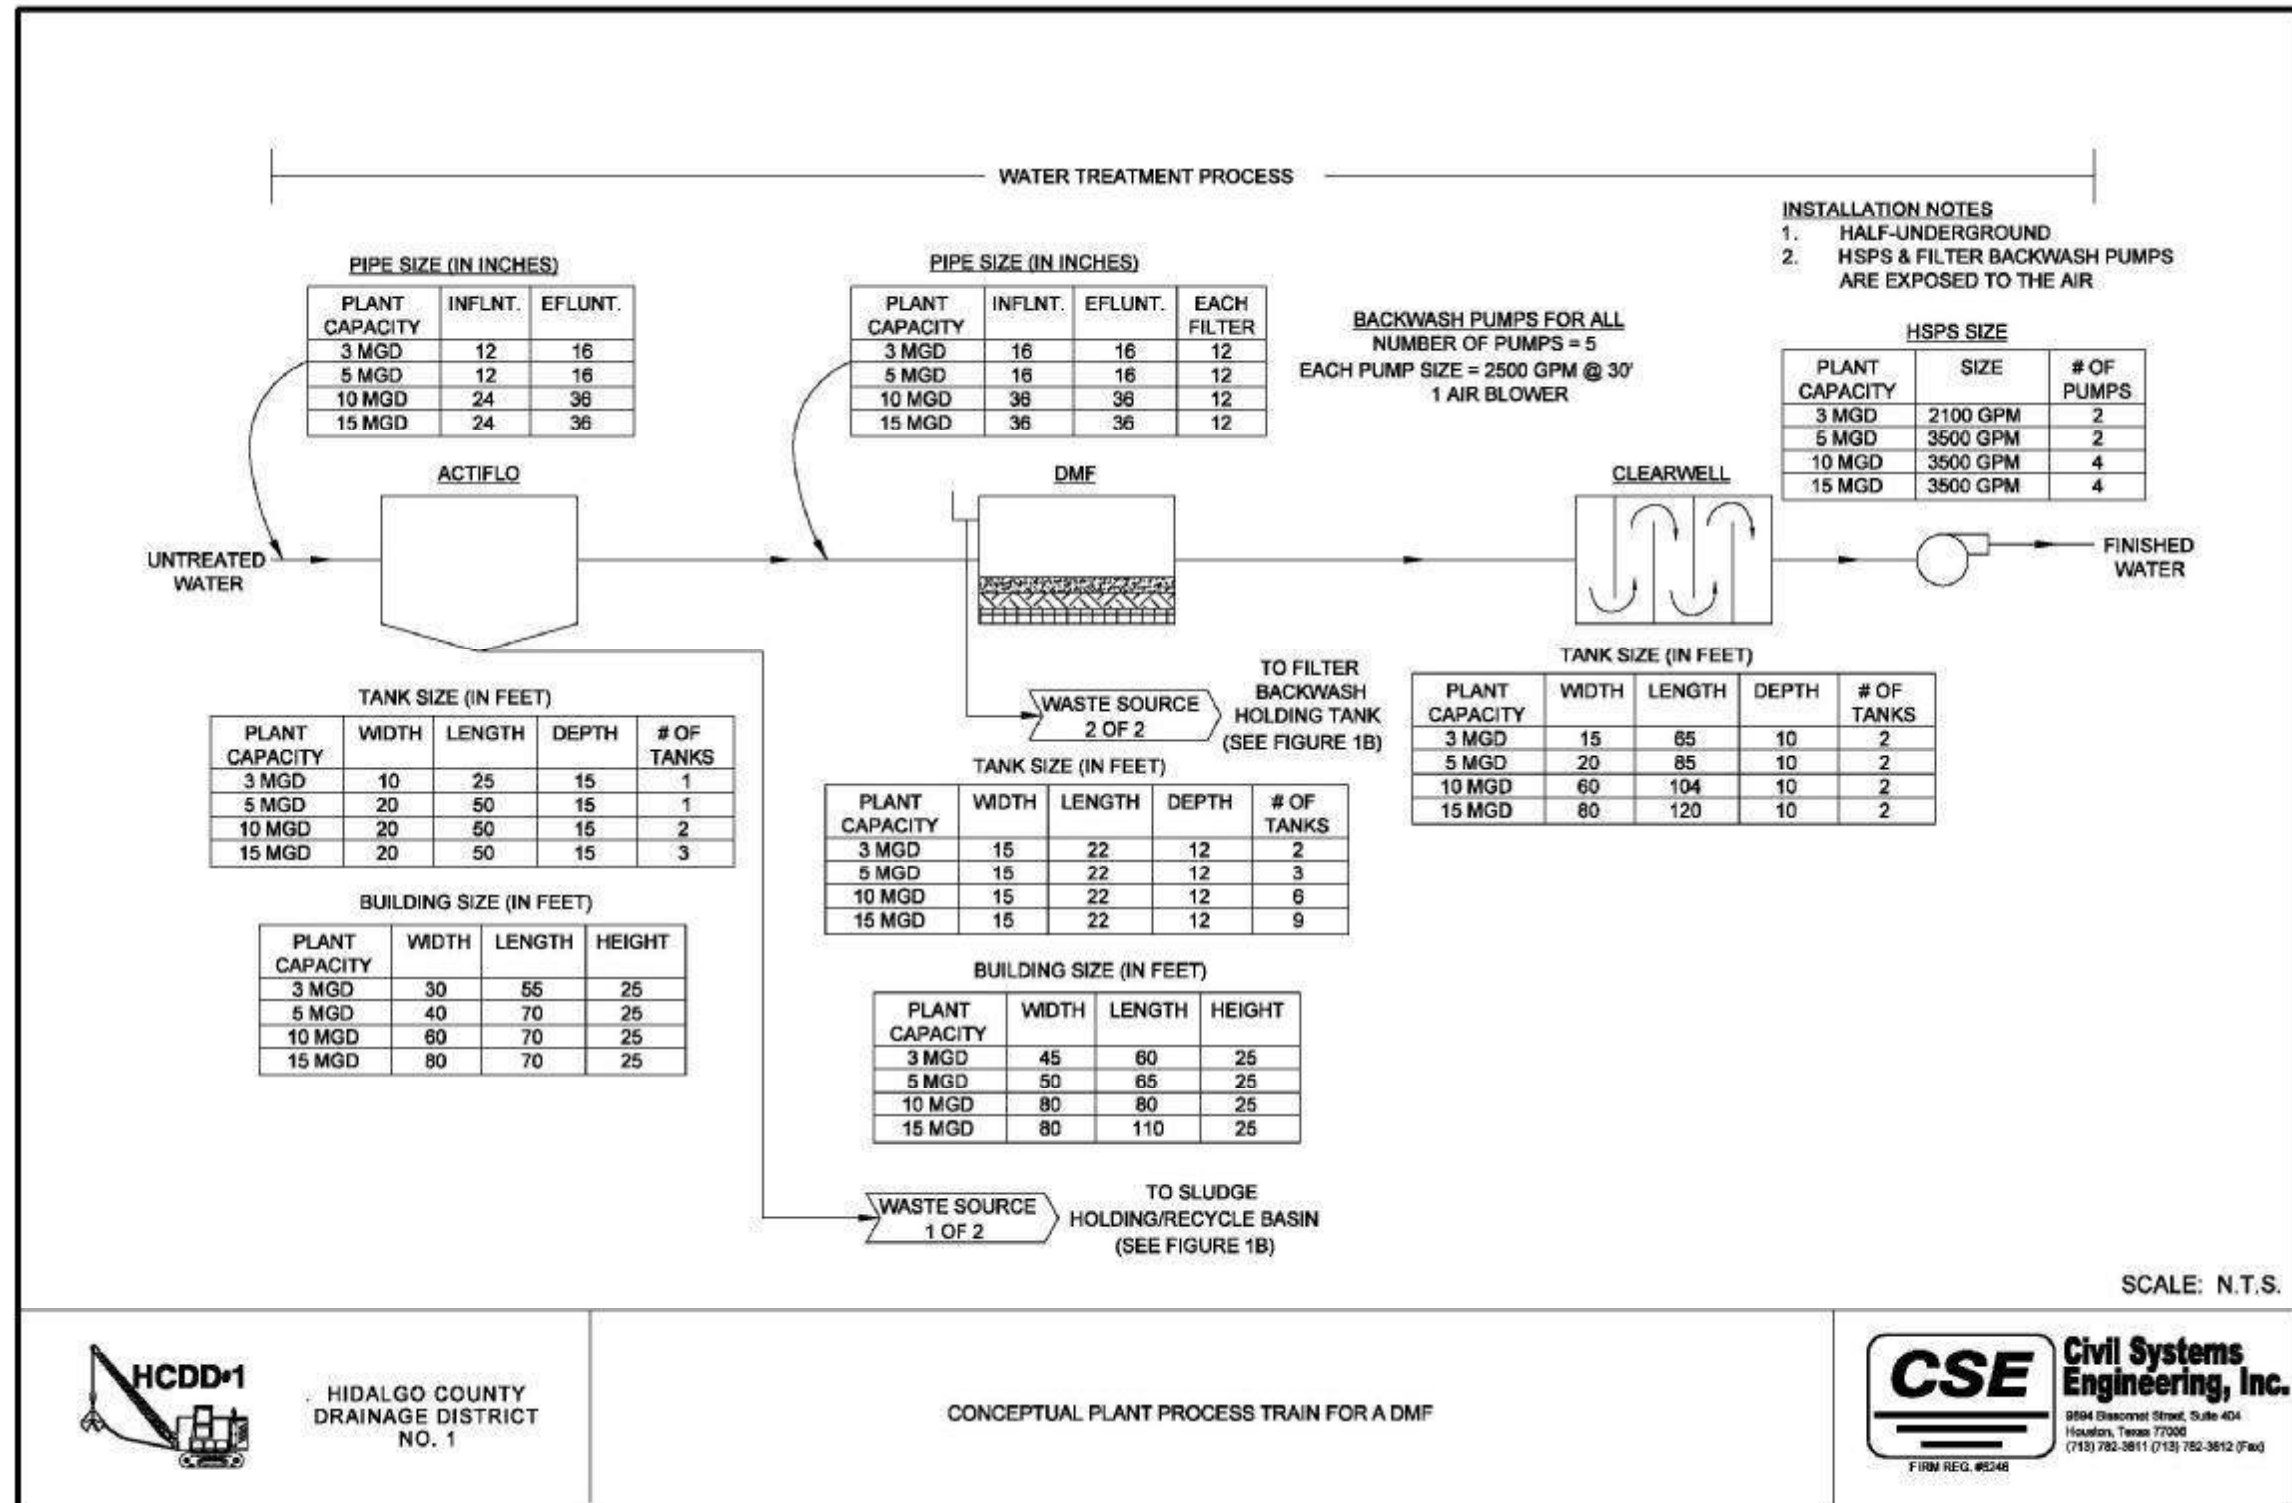 WATER TREATMENT PROCESS
INSTALLATION NOTES
1. HALF-UNDERGROUND
2. HSPS & FILTER BACKWASH PUMPS
ARE EXPOSED TO THE AIR
PIPE SIZE (IN INCHES)
PLANT CAPACITY INFLNT. EFLUNT.
3 MGD 12 16
5 MGD 12 16
10 MGD 24 36
15 MGD 24 36
PIPE SIZE (IN INCHES)
PLANT CAPACITY INFLNT. EFLUNT. EACH FILTER
3 MGD 16 16 12
5 MGD 16 16 12
10 MGD 36 36 12
15 MGD 36 36 12
BACKWASH PUMPS FOR ALL
NUMBER OF PUMPS = 5
EACH PUMP SIZE = 2500 GPM @ 30'
1 AIR BLOWER
HSPS SIZE
PLANT CAPACITY SIZE # OF PUMPS
3 MGD 2100 GPM 2
5 MGD 3500 GPM 2
10 MGD 3500 GPM 4
15 MGD 3500 GPM 4
ACTIFLO
DMF
CLEARWELL
UNTREATED
WATER
FINISHED
WATER
TANK SIZE (IN FEET)
PLANT CAPACITY WIDTH LENGTH DEPTH # OF TANKS
3 MGD 10 25 15 1
5 MGD 20 50 15 1
10 MGD 20 50 15 2
15 MGD 20 50 15 3
BUILDING SIZE (IN FEET)
PLANT CAPACITY WIDTH LENGTH HEIGHT
3 MGD 30 55 25
5 MGD 40 70 25
10 MGD 60 70 25
15 MGD 80 70 25
WASTE SOURCE
2 OF 2
TO FILTER
BACKWASH
HOLDING TANK
(SEE FIGURE 1B)
TANK SIZE (IN FEET)
PLANT CAPACITY WIDTH LENGTH DEPTH # OF TANKS
3 MGD 15 22 12 2
5 MGD 15 22 12 3
10 MGD 15 22 12 6
15 MGD 15 22 12 9
BUILDING SIZE (IN FEET)
PLANT CAPACITY WIDTH LENGTH HEIGHT
3 MGD 45 60 25
5 MGD 50 65 25
10 MGD 80 80 25
15 MGD 80 110 25
TANK SIZE (IN FEET)
PLANT CAPACITY WIDTH LENGTH DEPTH # OF TANKS
3 MGD 15 65 10 2
5 MGD 20 85 10 2
10 MGD 60 104 10 2
15 MGD 80 120 10 2
WASTE SOURCE
1 OF 2
TO SLUDGE
HOLDING/RECYCLE BASIN
(SEE FIGURE 1B)
SCALE: N.T.S.
HCDD•1
HIDALGO COUNTY
DRAINAGE DISTRICT
NO. 1
CONCEPTUAL PLANT PROCESS TRAIN FOR A DMF
CSE
FIRM REG.
Civil Systems
Engineering, Inc.
Bissonnet Street, Suite 404
Houston, Texas
(Fax)